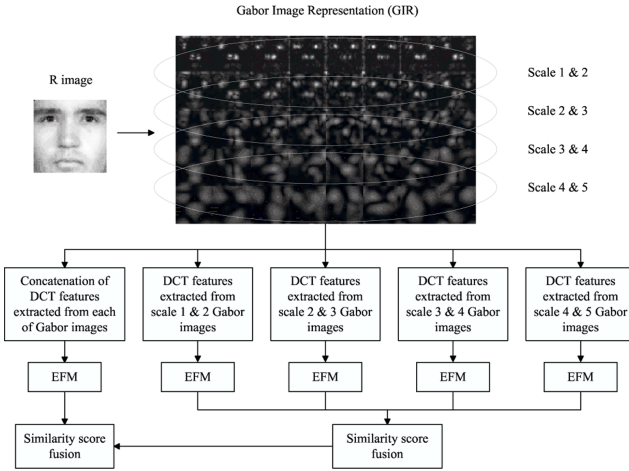 Gabor Image Representation (GIR)
R image
Scale 1 & 2
Scale 2 & 3
Scale 3 & 4
Scale 4 & 5
Concatenation of
DCT features
extracted from each
of Gabor images
DCT features
extracted from
scale 1 & 2 Gabor
images
DCT features
extracted from
scale 2 & 3 Gabor
images
DCT features
extracted from
scale 3 & 4 Gabor
images
DCT features
extracted from
scale 4 & 5 Gabor
images
EFM
EFM
EFM
EFM
EFM
Similarity score
fusion
Similarity score
fusion